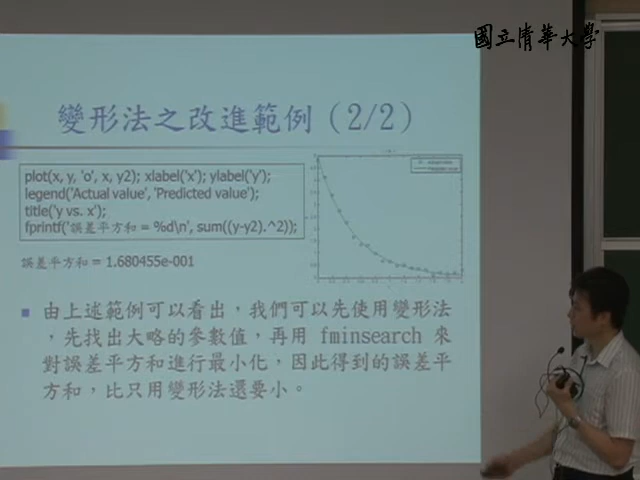 國立清華大學
變形法之改進範例（2/2）
plot(x, y, 'o', x, y2); xlabel('x'); ylabel('y');
legend('Actual value', 'Predicted value');
title('y vs. x');
fprintf('誤差平方和 = %d\n', sum((y-y2).^2));
誤差平方和 = 1.680455e-001
由上述範例可以看出，我們可以先使用變形法
，先找出大略的參數值，再用 fminsearch 來
對誤差平方和進行最小化，因此得到的誤差平
方和，比只用變形法還要小。